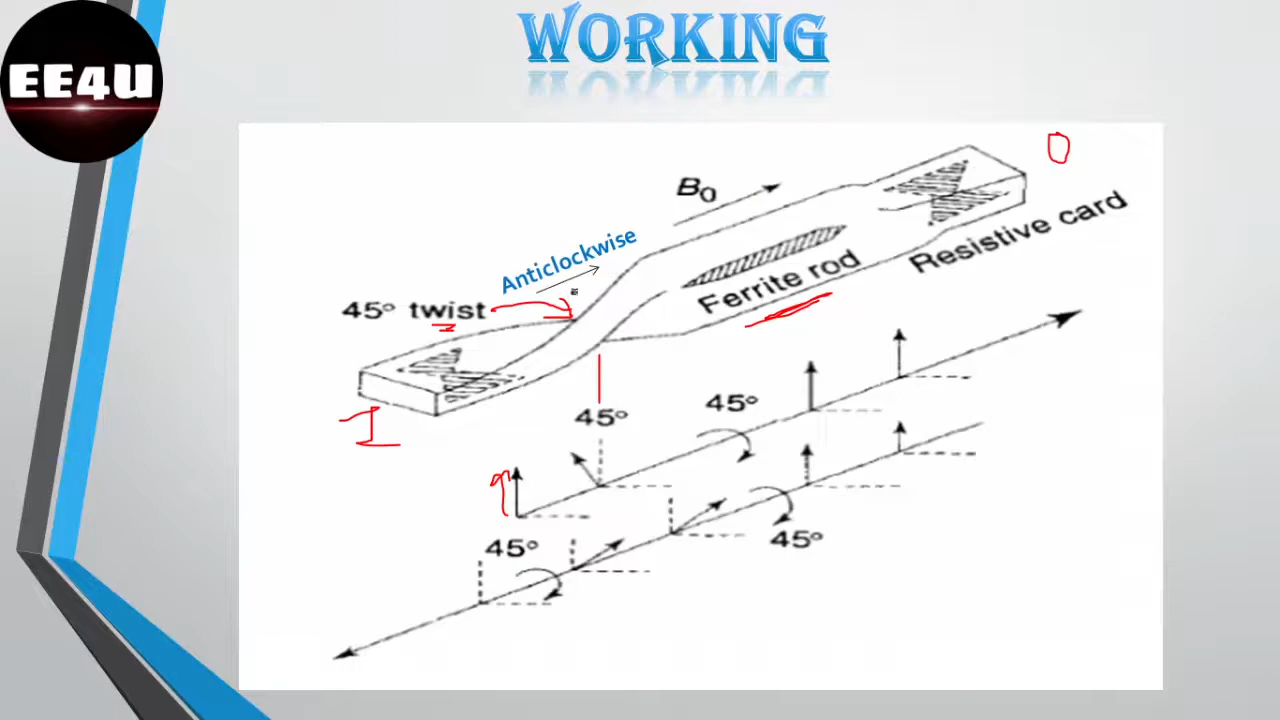 WORKING
EE4U
O
B₀
Resistive card
Anticlockwise
Ferrite rod
45° twist
I
45°
45°
45°
45°